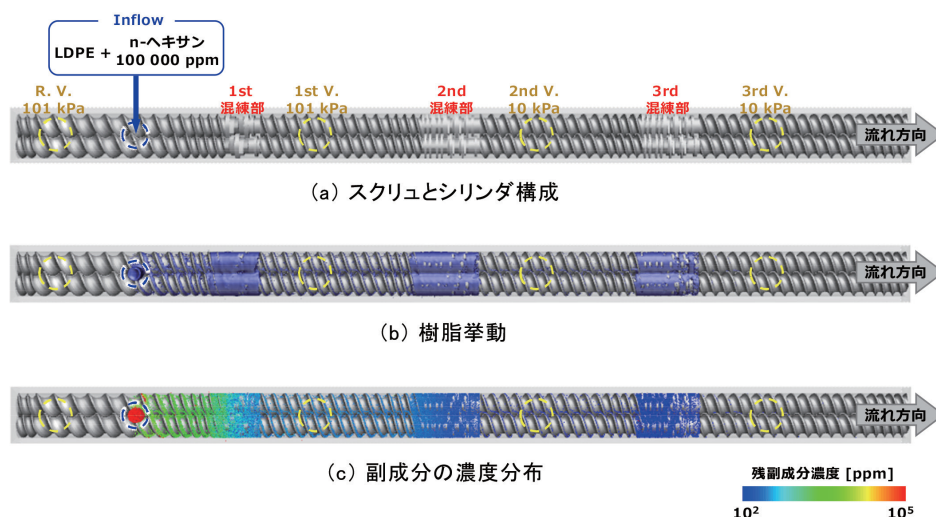 Inflow
LDPE + n-ヘキサン 100 000 ppm
R. V.
101 kPa
1st
混練部
1st V.
101 kPa
2nd
混練部
2nd V.
10 kPa
3rd
混練部
3rd V.
10 kPa
流れ方向
(a) スクリュとシリンダ構成
流れ方向
(b) 樹脂挙動
流れ方向
(c) 副成分の濃度分布
残副成分濃度 [ppm]
10² 10⁵